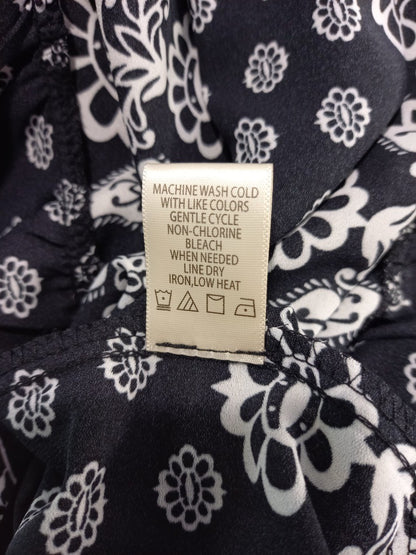 MACHINE WASH COLD
WITH LIKE COLORS
GENTLE CYCLE
NON-CHLORINE
BLEACH
WHEN NEEDED
LINE DRY
IRON,LOW HEAT